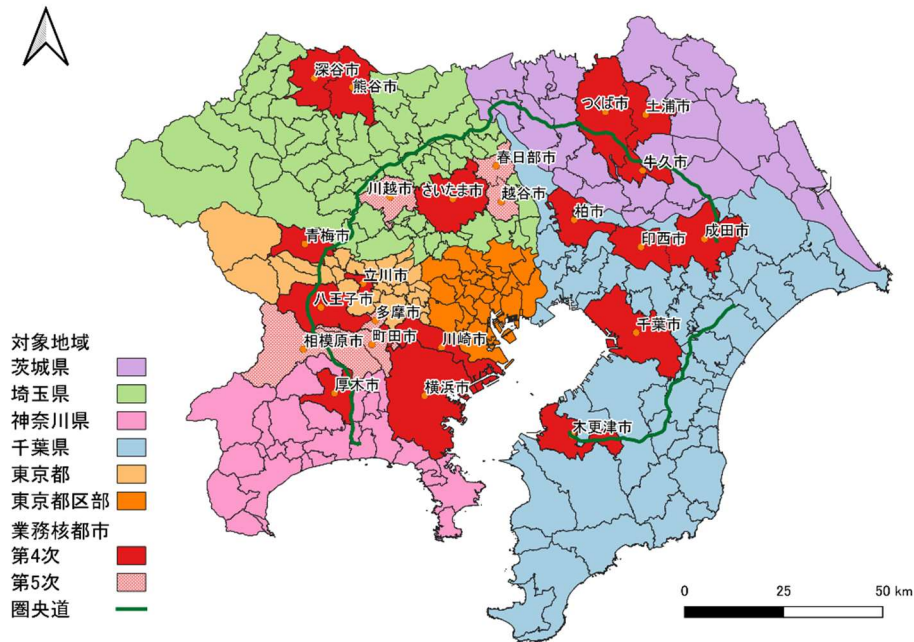 深谷市
熊谷市
つくば市
土浦市
春日部市
牛久市
川越市
さいたま市
越谷市
柏市
青梅市
印西市
成田市
立川市
八王子市
多摩市
千葉市
相模原市
町田市
川崎市
厚木市
横浜市
木更津市
対象地域
茨城県
埼玉県
神奈川県
千葉県
東京都
東京都区部
業務核都市
第4次
第5次
圏央道
0 25 50 km